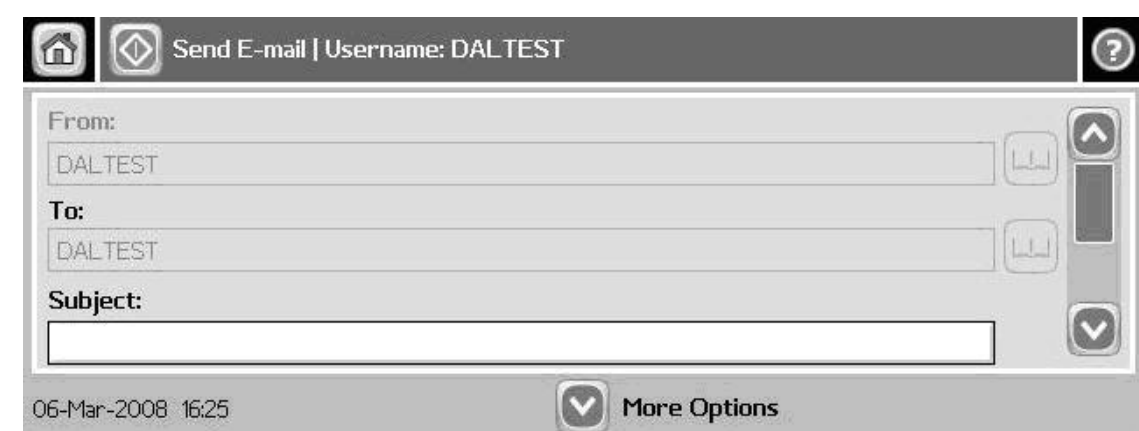 Send E-mail | Username: DALTEST
From:
DALTEST
To:
DALTEST
Subject:
06-Mar-2008 16:25
More Options